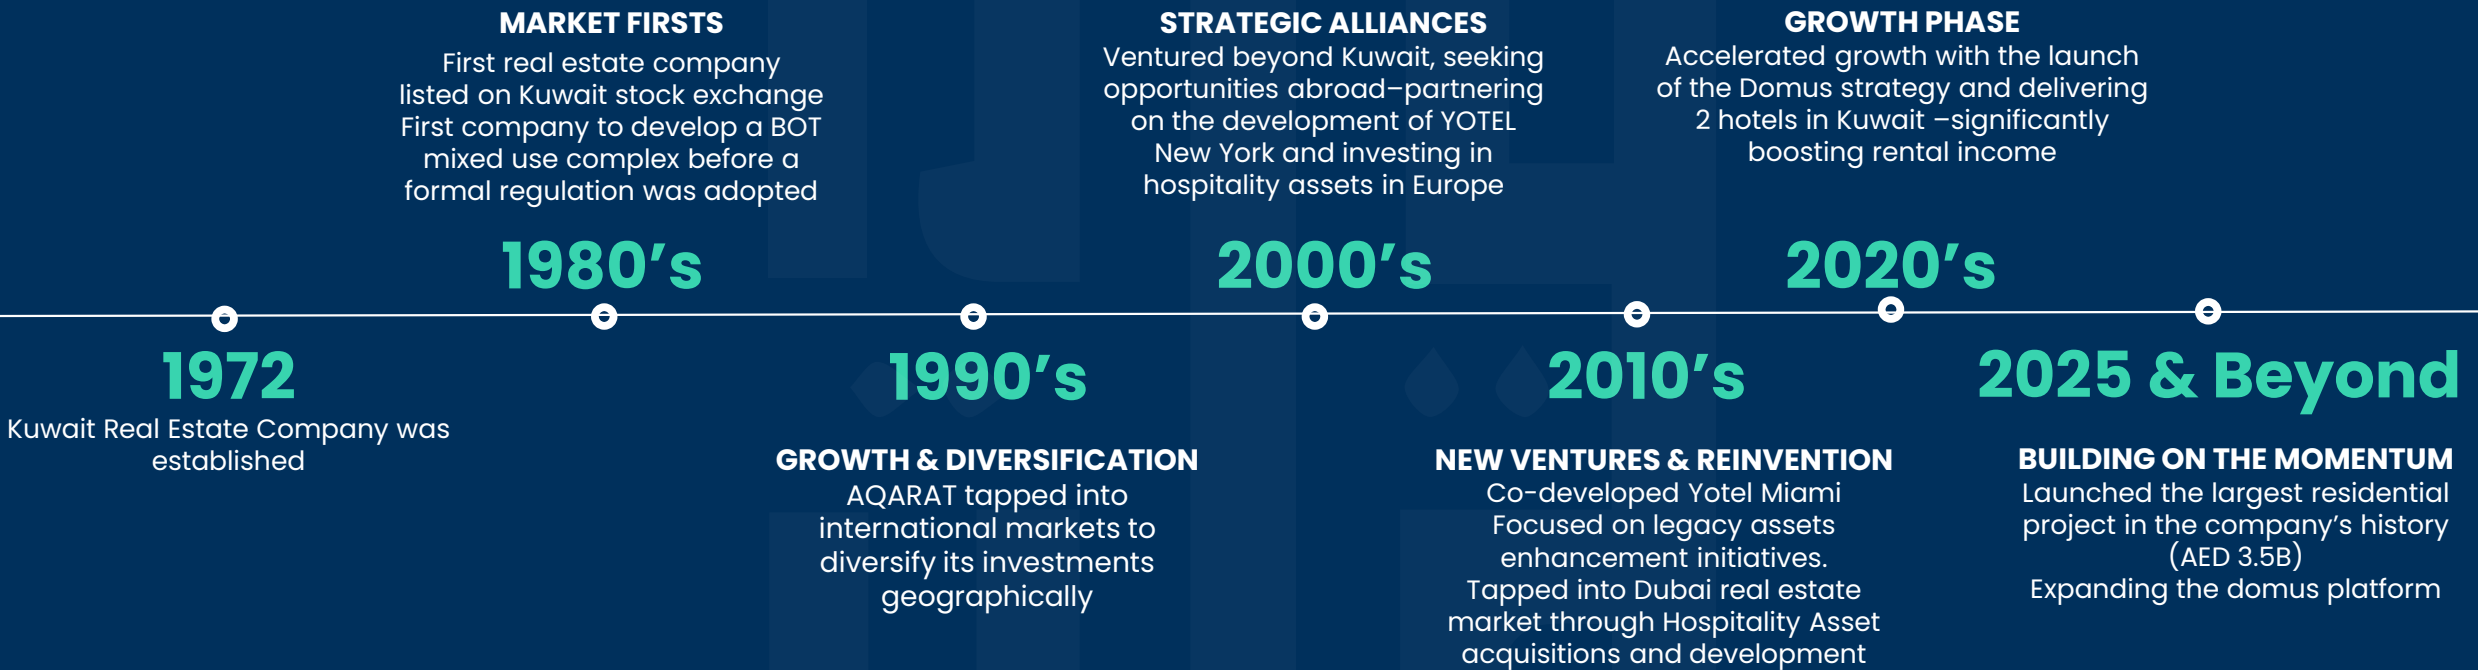 1972
Kuwait Real Estate Company was
established
MARKET FIRSTS
First real estate company
listed on Kuwait stock exchange
First company to develop a BOT
mixed use complex before a
formal regulation was adopted
1980’s
1990’s
GROWTH & DIVERSIFICATION
AQARAT tapped into
international markets to
diversify its investments
geographically
STRATEGIC ALLIANCES
Ventured beyond Kuwait, seeking
opportunities abroad–partnering
on the development of YOTEL
New York and investing in
hospitality assets in Europe
2000’s
2010’s
NEW VENTURES & REINVENTION
Co-developed Yotel Miami
Focused on legacy assets
enhancement initiatives.
Tapped into Dubai real estate
market through Hospitality Asset
acquisitions and development
GROWTH PHASE
Accelerated growth with the launch
of the Domus strategy and delivering
2 hotels in Kuwait –significantly
boosting rental income
2020’s
2025 & Beyond
BUILDING ON THE MOMENTUM
Launched the largest residential
project in the company’s history
(AED 3.5B)
Expanding the domus platform